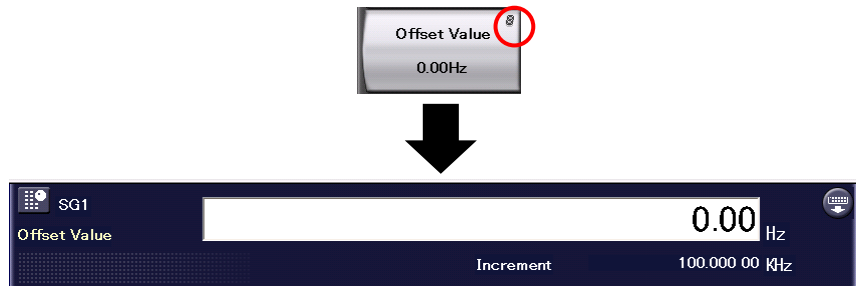 Offset Value
0.00Hz
SG1
Offset Value
0.00 Hz
Increment 100.000 00 KHz